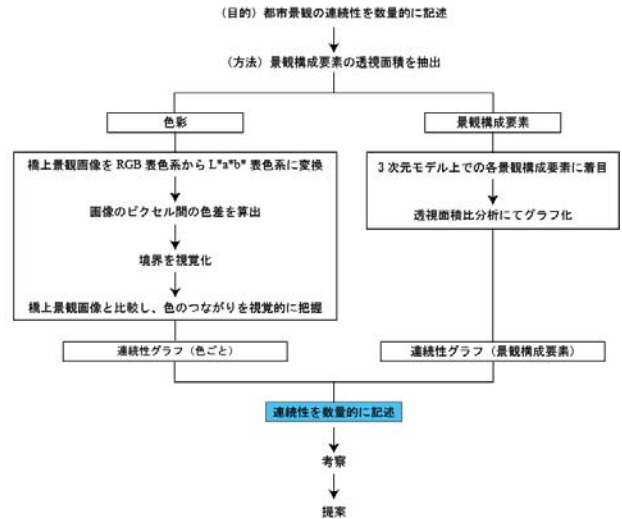 (目的)都市景観の連続性を数量的に記述
(方法)景観構成要素の透視面積を抽出
色彩
景観構成要素
橋上景観画像を RGB 表色系から L*a*b* 表色系に変換
画像のピクセル間の色差を算出
境界を視覚化
橋上景観画像と比較し、色のつながりを視覚的に把握
3 次元モデル上での各景観構成要素に着目
透視面積比分析にてグラフ化
連続性グラフ(色ごと)
連続性グラフ(景観構成要素)
連続性を数量的に記述
考察
提案